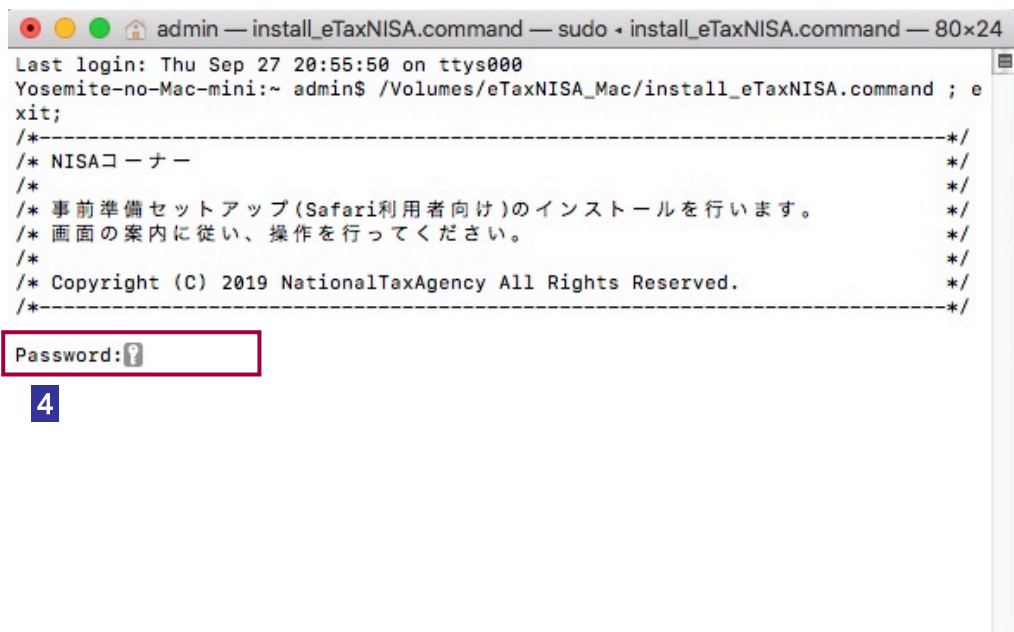 admin — install_eTaxNISA.command — sudo ◂ install_eTaxNISA.command — 80×24
Last login: Thu Sep 27 20:55:50 on ttys000
Yosemite-no-Mac-mini:~ admin$ /Volumes/eTaxNISA_Mac/install_eTaxNISA.command ; e
xit;
/*----------------------------------------------------------------------------*/
/* NISAコーナー */
/* */
/* 事前準備セットアップ(Safari利用者向け)のインストールを行います。 */
/* 画面の案内に従い、操作を行ってください。 */
/* */
/* Copyright (C) 2019 NationalTaxAgency All Rights Reserved. */
/*----------------------------------------------------------------------------*/
Password:
4